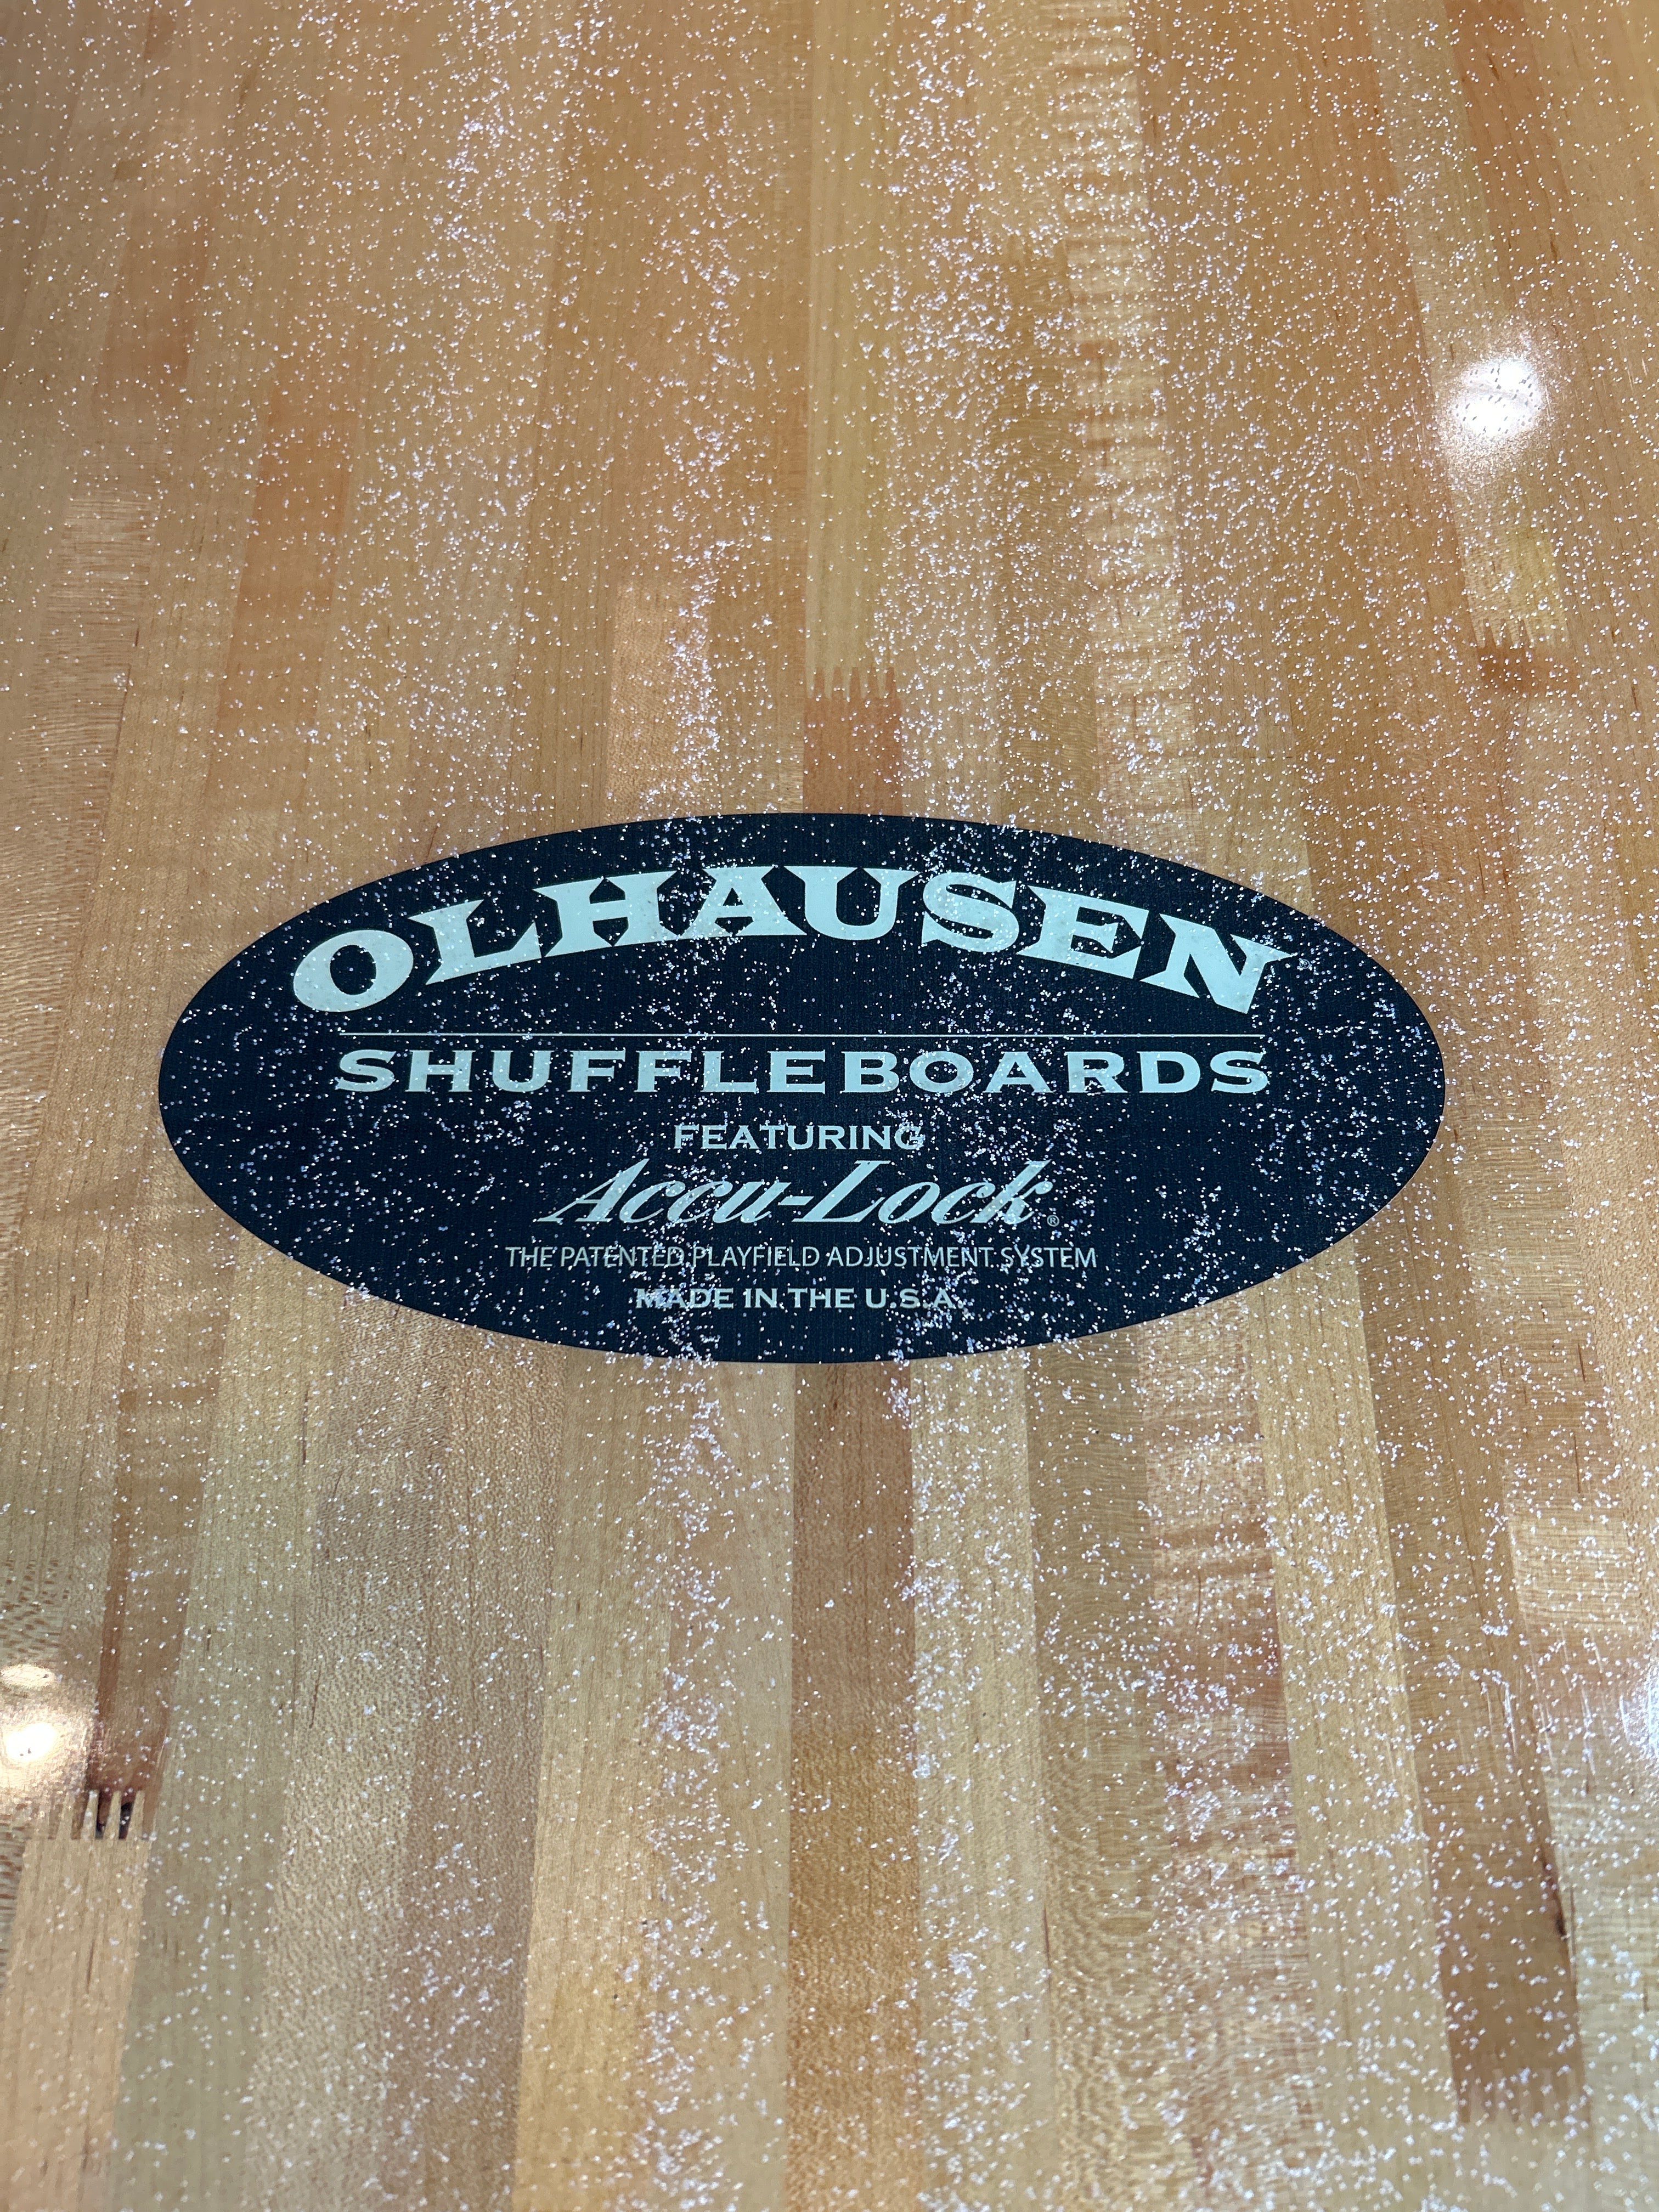 OLHAUSEN
SHUFFLEBOARDS
FEATURING
Accu-Lock®
THE PATENTED PLAYFIELD ADJUSTMENT SYSTEM
MADE IN THE U.S.A.